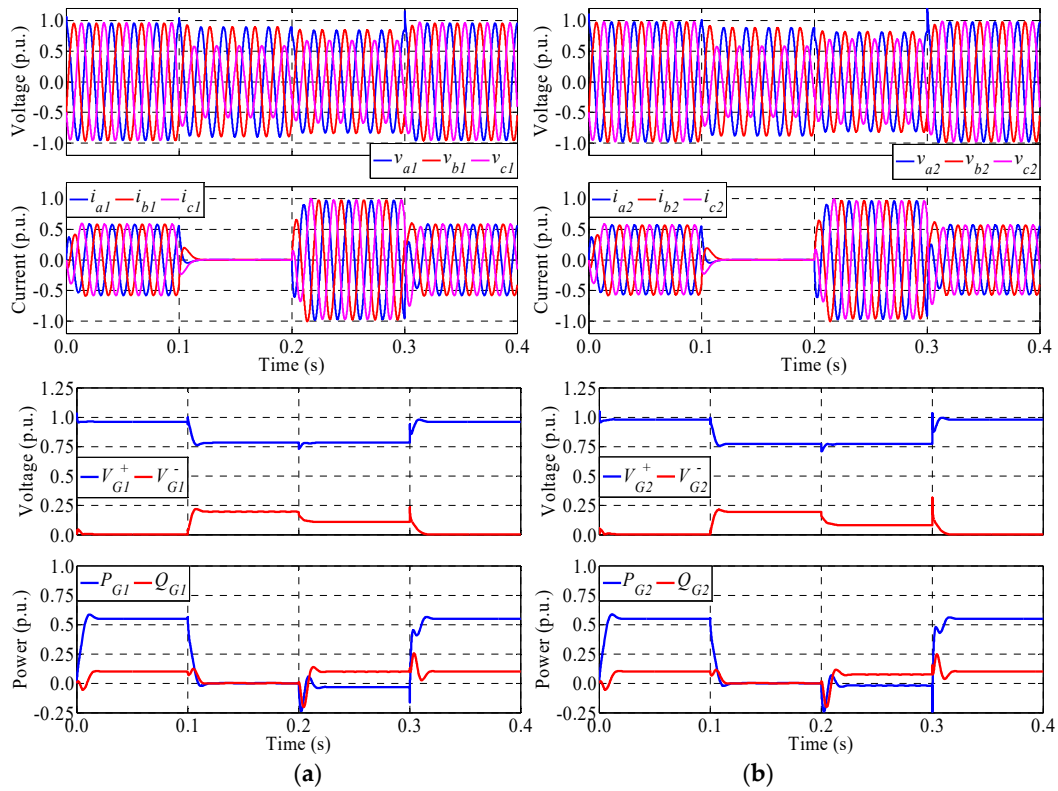 Voltage (p.u.)
1.0
0.5
0.0
-0.5
-1.0
v_a1 v_b1 v_c1
Current (p.u.)
1.0
0.5
0.0
-0.5
-1.0
i_a1 i_b1 i_c1
0.0 0.1 0.2 0.3 0.4
Time (s)
Voltage (p.u.)
1.25
1.0
0.75
0.5
0.25
0.0
V_G1^+ V_G1^-
Power (p.u.)
1.0
0.75
0.5
0.25
0.0
-0.25
P_G1 Q_G1
0.0 0.1 0.2 0.3 0.4
Time (s)
(a)
Voltage (p.u.)
1.0
0.5
0.0
-0.5
-1.0
v_a2 v_b2 v_c2
Current (p.u.)
1.0
0.5
0.0
-0.5
-1.0
i_a2 i_b2 i_c2
0.0 0.1 0.2 0.3 0.4
Time (s)
Voltage (p.u.)
1.25
1.0
0.75
0.5
0.25
0.0
V_G2^+ V_G2^-
Power (p.u.)
1.0
0.75
0.5
0.25
0.0
-0.25
P_G2 Q_G2
0.0 0.1 0.2 0.3 0.4
Time (s)
(b)